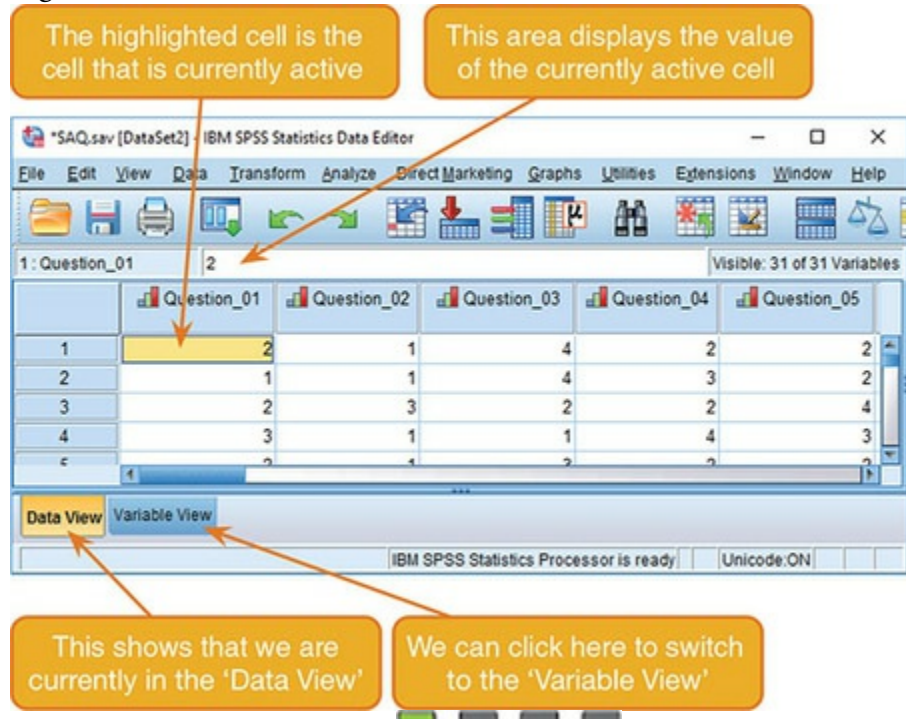 The highlighted cell is the
cell that is currently active
This area displays the value
of the currently active cell
*SAQ.sav [DataSet2] - IBM SPSS Statistics Data Editor
File Edit View Data Transform Analyze Direct Marketing Graphs Utilities Extensions Window Help
1 : Question_01 2 Visible: 31 of 31 Variables
Question_01 Question_02 Question_03 Question_04 Question_05
1 2 1 4 2 2
2 1 1 4 3 2
3 2 3 2 2 4
4 3 1 1 4 3
Data View Variable View
IBM SPSS Statistics Processor is ready Unicode:ON
This shows that we are
currently in the ‘Data View’
We can click here to switch
to the ‘Variable View’